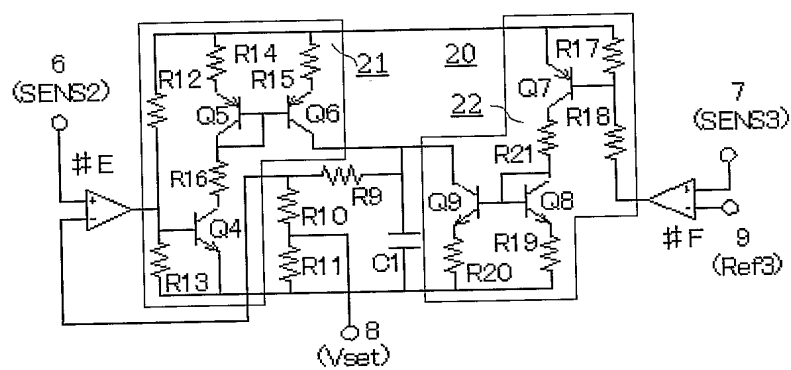 6
(SENS2)
#E
+
-
R12
R14
R15
21
20
R17
Q5
Q6
Q7
22
R18
7
(SENS3)
R16
R9
R21
Q4
R10
Q9
Q8
+
-
#F
R13
R11
C1
R20
R19
9
(Ref3)
8
(Vset)